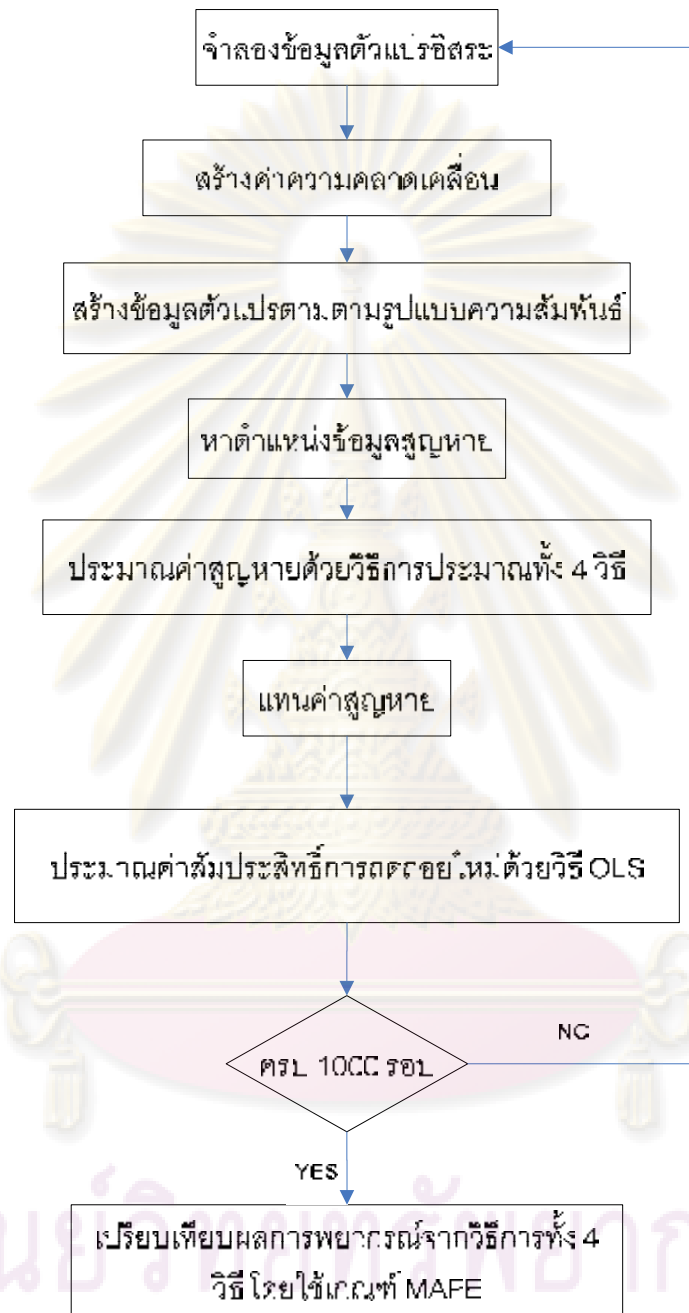 จำลองข้อมูลตัวแปรอิสระ
สร้างค่าความคลาดเคลื่อน
สร้างข้อมูลตัวแปรตามตามรูปแบบความสัมพันธ์
หาตำแหน่งข้อมูลสูญหาย
ประมาณค่าสูญหายด้วยวิธีการประมาณทั้ง 4 วิธี
แทนค่าสูญหาย
ประมาณค่าสัมประสิทธิ์การถดถอยใหม่ด้วยวิธี OLS
ครบ 1000 รอบ
NO
YES
เปรียบเทียบผลการพยากรณ์จากวิธีการทั้ง 4
วิธี โดยใช้เกณฑ์ MAPE